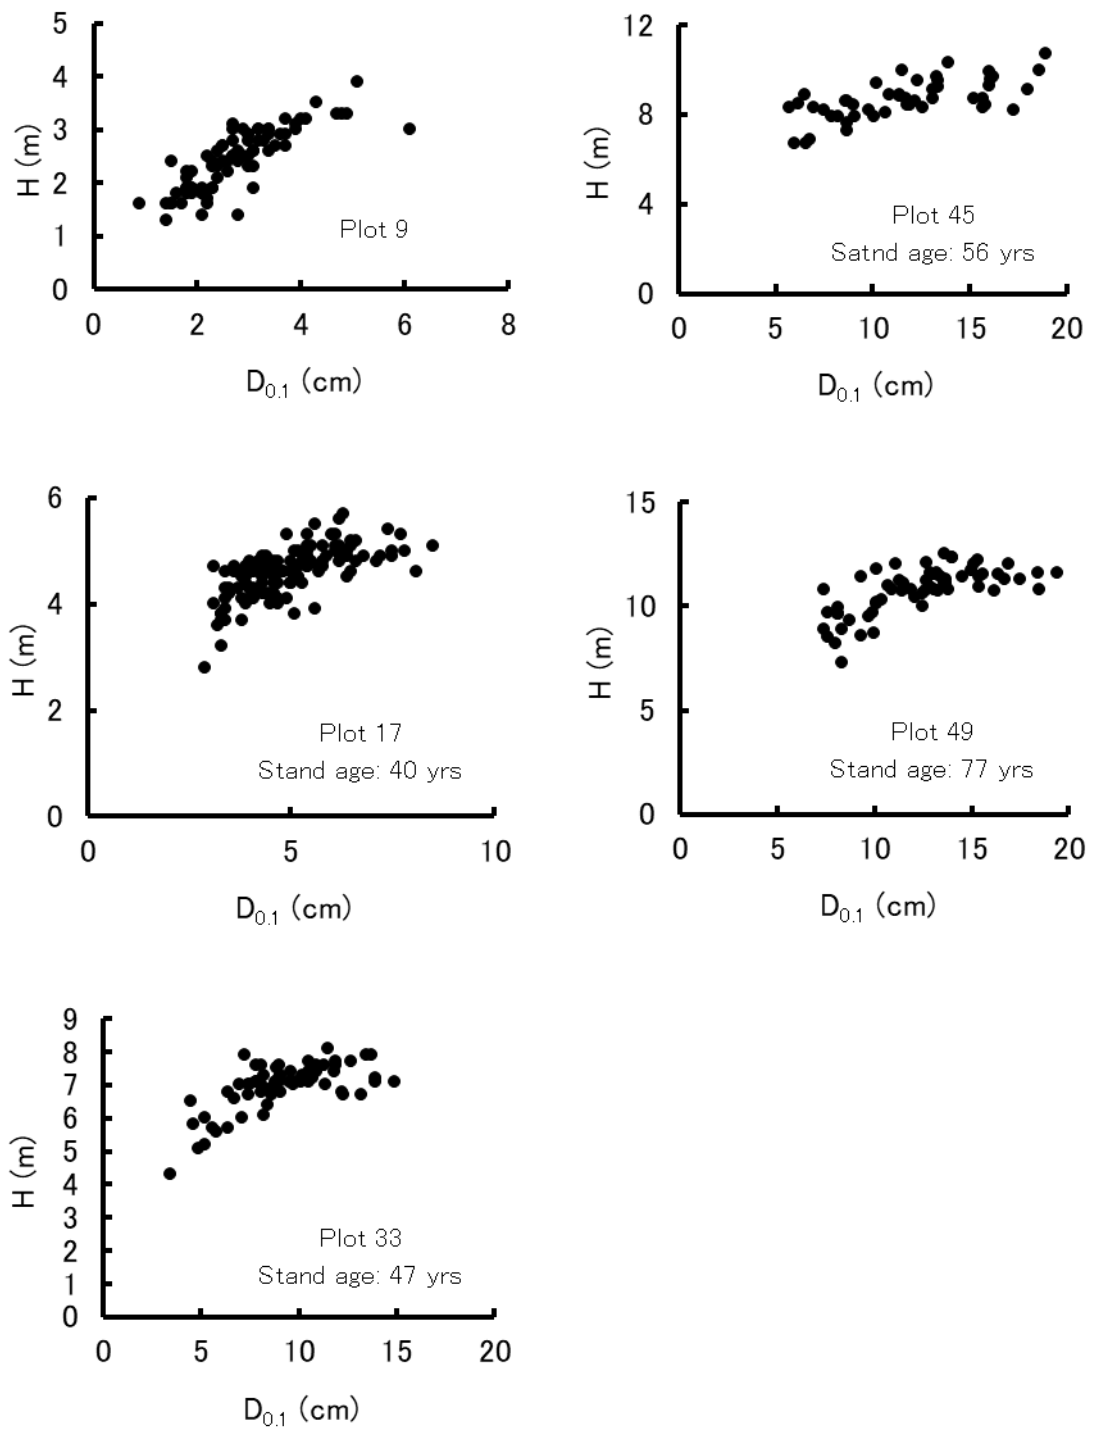 5
4
3
2
1
0
H (m)
0 2 4 6 8
D0.1 (cm)
Plot 9
12
8
4
0
H (m)
0 5 10 15 20
D0.1 (cm)
Plot 45
Satnd age: 56 yrs
6
4
2
0
H (m)
0 5 10
D0.1 (cm)
Plot 17
Stand age: 40 yrs
15
10
5
0
H (m)
0 5 10 15 20
D0.1 (cm)
Plot 49
Stand age: 77 yrs
9
8
7
6
5
4
3
2
1
0
H (m)
0 5 10 15 20
D0.1 (cm)
Plot 33
Stand age: 47 yrs